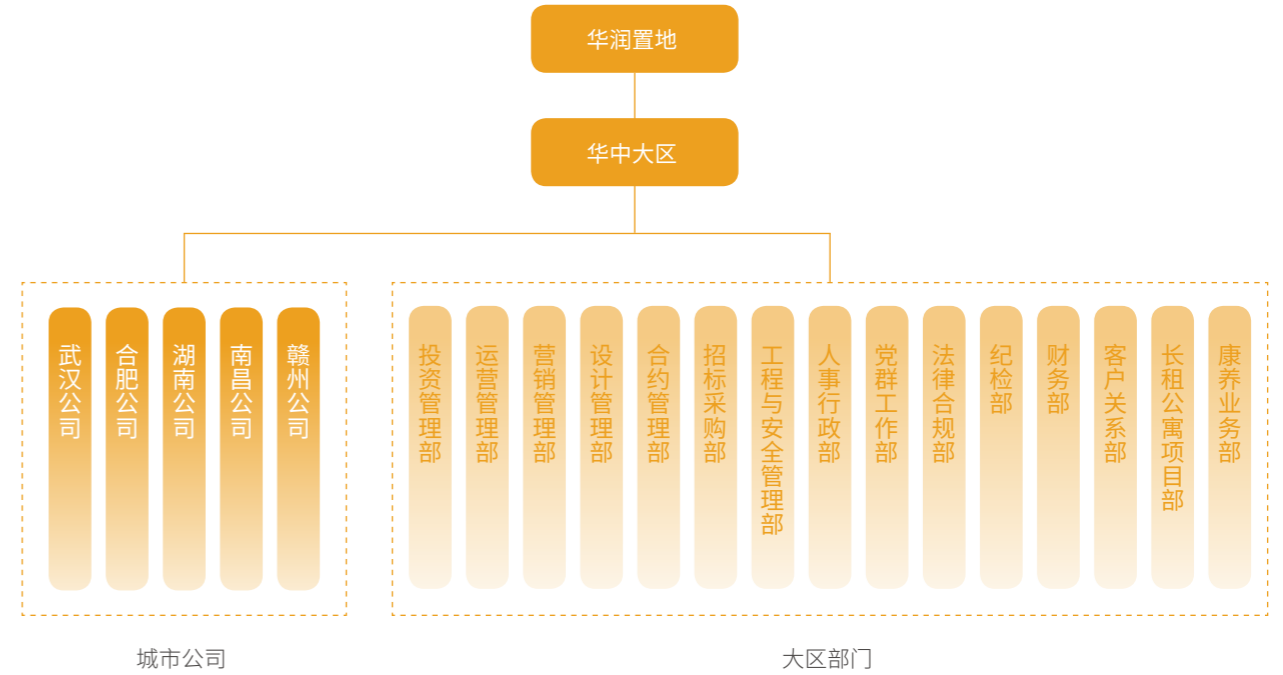 华润置地
华中大区
武汉公司
合肥公司
湖南公司
南昌公司
赣州公司
投资管理部
运营管理部
营销管理部
设计管理部
合约管理部
招标采购部
工程与安全管理部
人事行政部
党群工作部
法律合规部
纪检部
财务部
客户关系部
长租公寓项目部
康养业务部
城市公司
大区部门